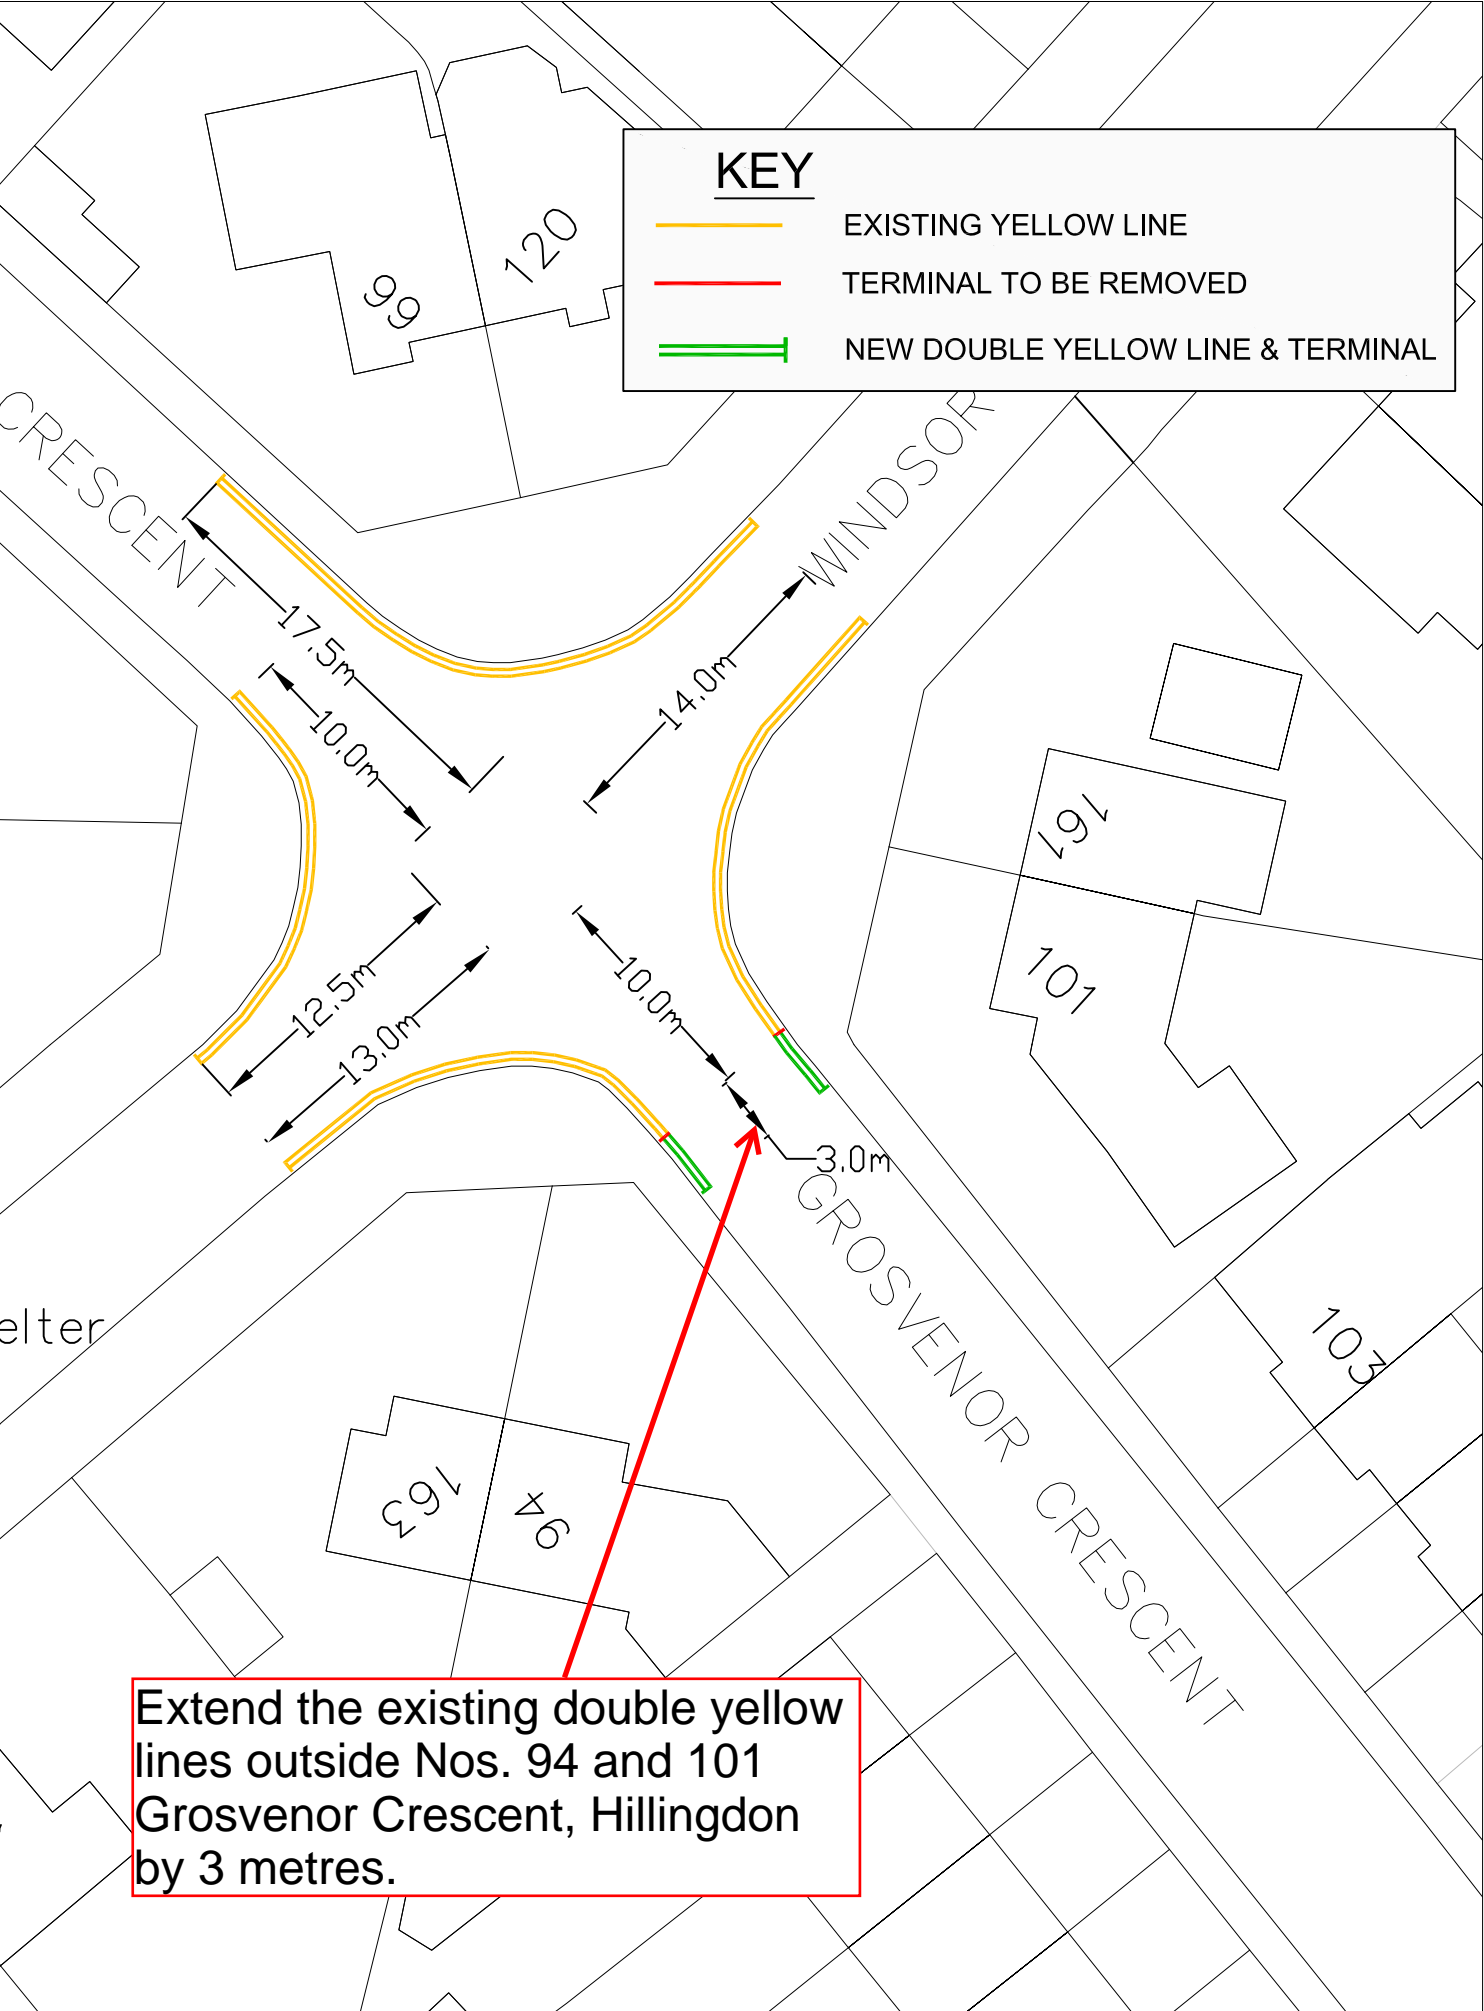 KEY
EXISTING YELLOW LINE
TERMINAL TO BE REMOVED
NEW DOUBLE YELLOW LINE & TERMINAL
120
99
CRESCENT
WINDSOR
17.5m
10.0m
14.0m
161
101
12.5m
13.0m
10.0m
3.0m
GROSVENOR CRESCENT
elter
103
163
94
Extend the existing double yellow
lines outside Nos. 94 and 101
Grosvenor Crescent, Hillingdon
by 3 metres.